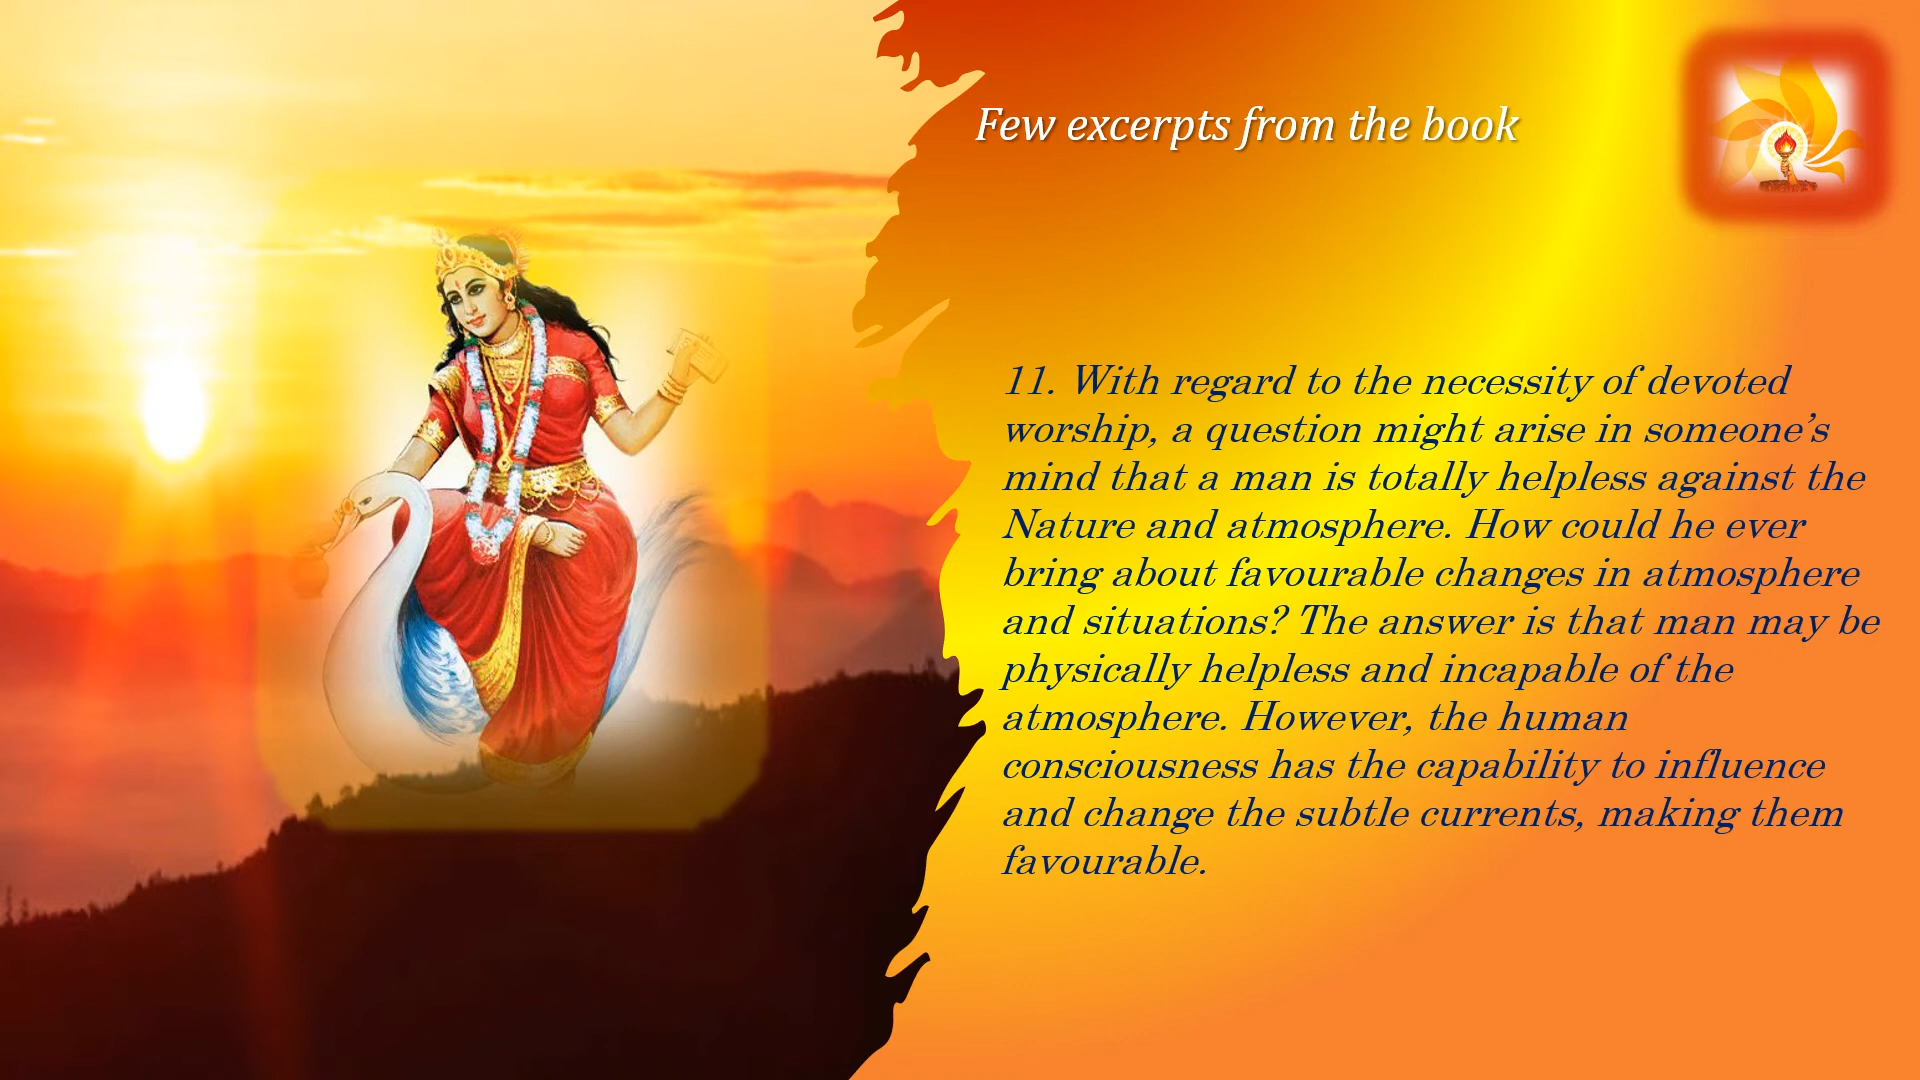 Few excerpts from the book
11. With regard to the necessity of devoted
worship, a question might arise in someone’s
mind that a man is totally helpless against the
Nature and atmosphere. How could he ever
bring about favourable changes in atmosphere
and situations? The answer is that man may be
physically helpless and incapable of the
atmosphere. However, the human
consciousness has the capability to influence
and change the subtle currents, making them
favourable.